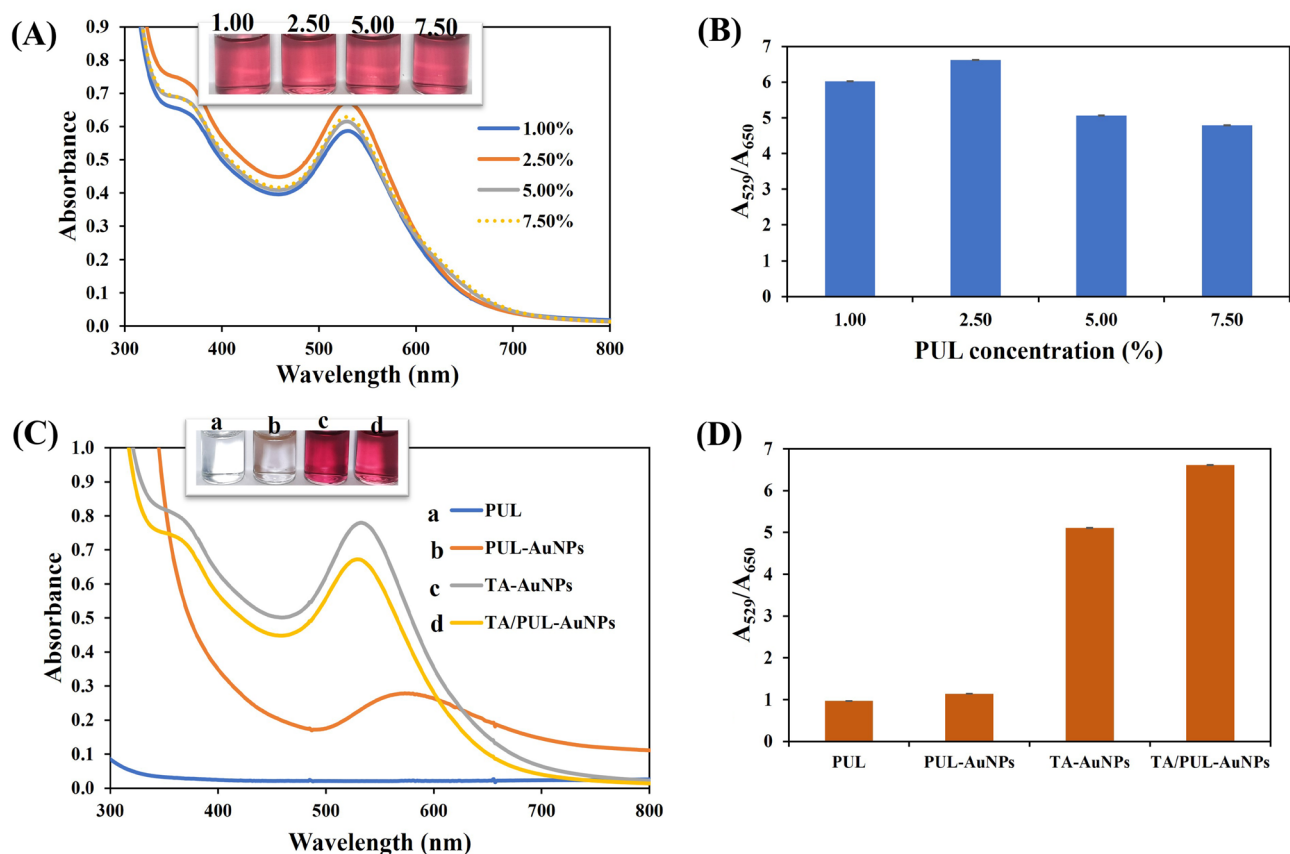 (A)
1.00 2.50 5.00 7.50
0.9
0.8
0.7
0.6
0.5
0.4
0.3
0.2
0.1
0.0
Absorbance
1.00%
2.50%
5.00%
7.50%
300 400 500 600 700 800
Wavelength (nm)
(B)
7
6
5
4
3
2
1
0
A529/A650
1.00 2.50 5.00 7.50
PUL concentration (%)
(C)
a b c d
1.0
0.9
0.8
0.7
0.6
0.5
0.4
0.3
0.2
0.1
0.0
Absorbance
a PUL
b PUL-AuNPs
c TA-AuNPs
d TA/PUL-AuNPs
300 400 500 600 700 800
Wavelength (nm)
(D)
7
6
5
4
3
2
1
0
A529/A650
PUL PUL-AuNPs TA-AuNPs TA/PUL-AuNPs